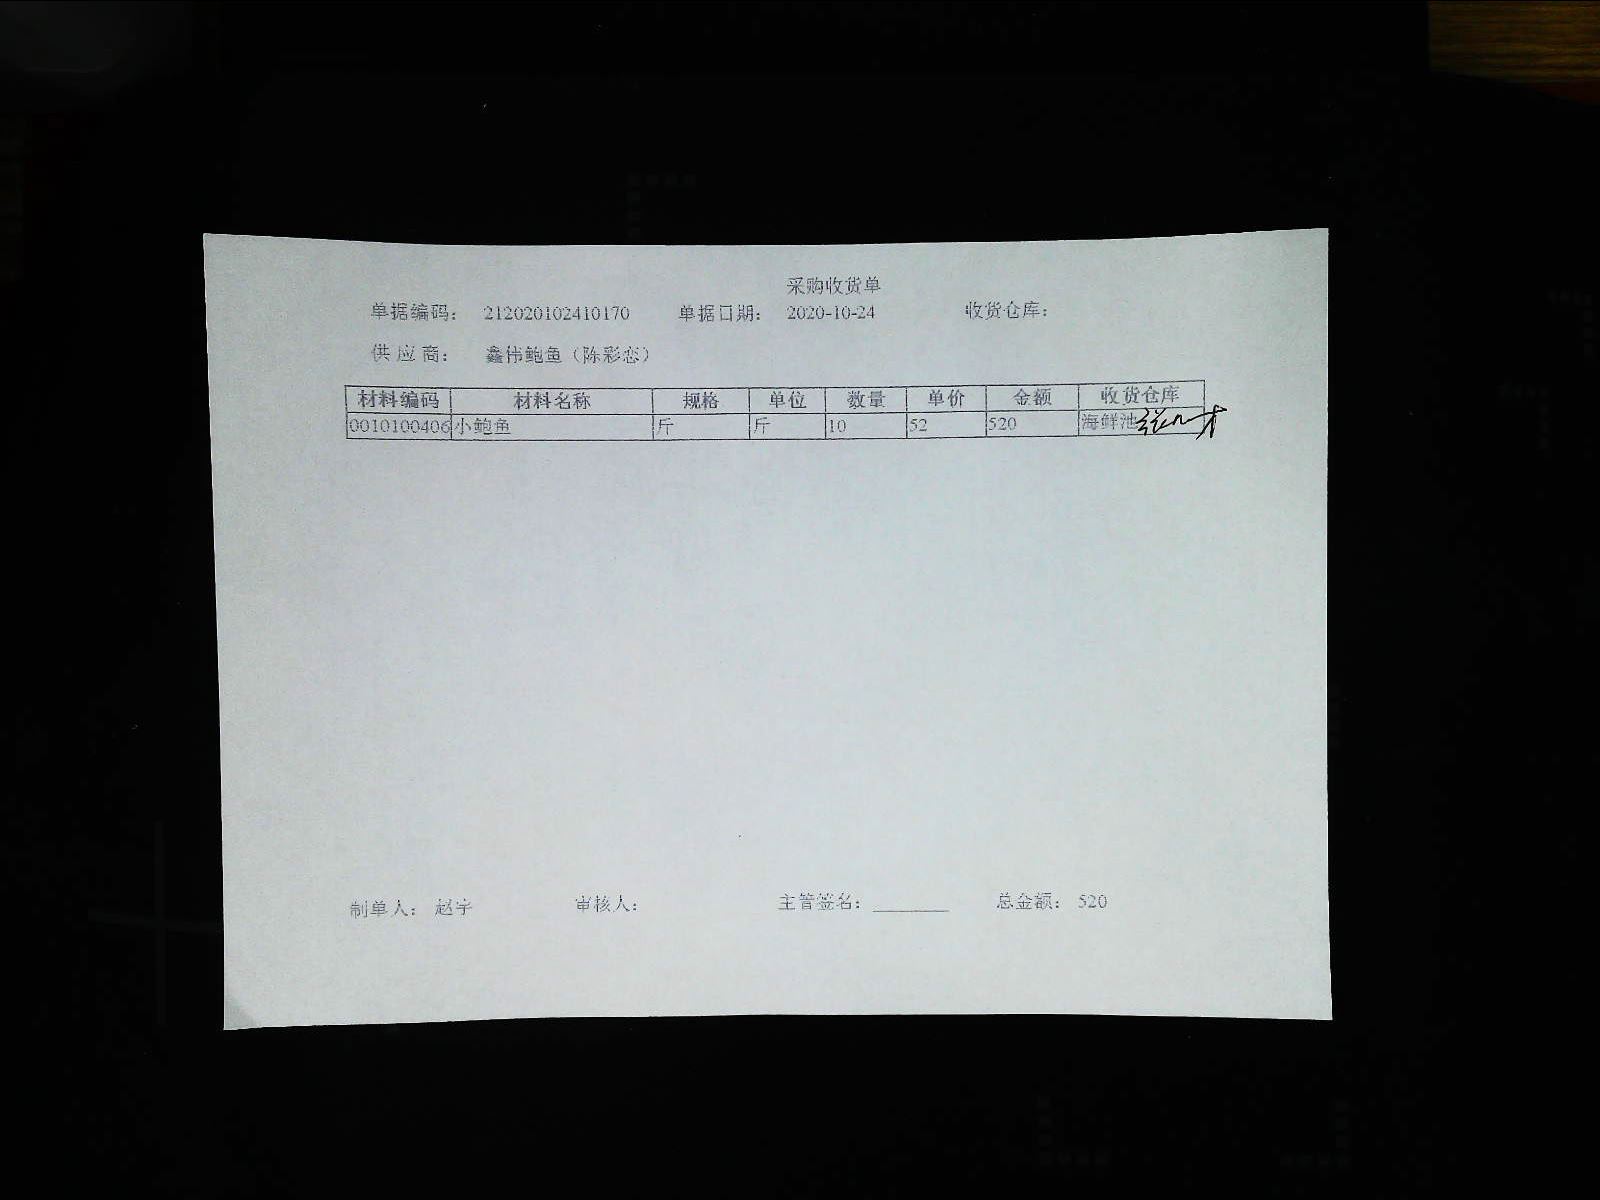 采购收货单
单据编码： 212020102410170 单据日期： 2020-10-24 收货仓库：
供 应 商： 鑫伟鲍鱼（陈彩恋）
材料编码 材料名称 规格 单位 数量 单价 金额 收货仓库
0010100406 小鲍鱼 斤 斤 10 52 520 海鲜池
制单人： 赵宇 审核人： 主管签名： 总金额： 520